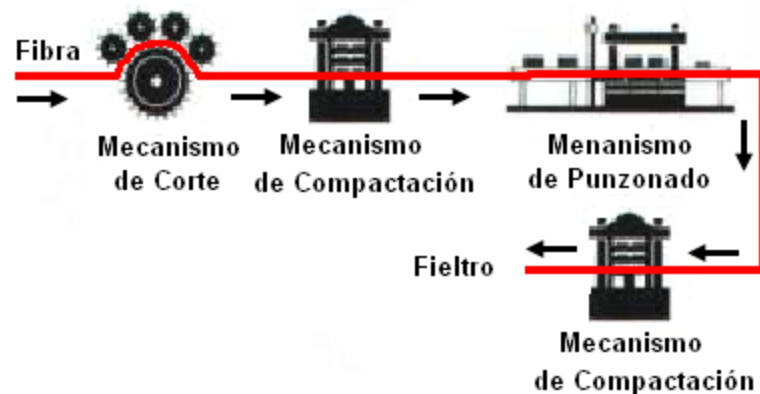 Fibra
Mecanismo
de Corte
Mecanismo
de Compactación
Menanismo
de Punzonado
Fieltro
Mecanismo
de Compactación